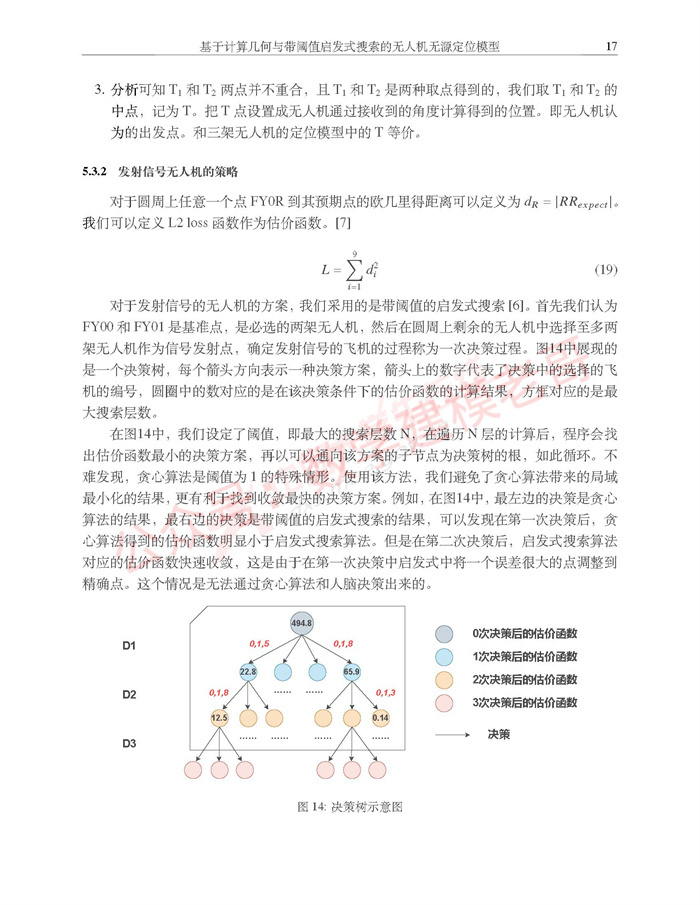 基于计算几何与带阈值启发式搜索的无人机无源定位模型 17
3. 分析可知 T₁ 和 T₂ 两点并不重合，且 T₁ 和 T₂ 是两种取点得到的，我们取 T₁ 和 T₂ 的
中点，记为 T。把 T 点设置成无人机通过接收到的角度计算得到的位置。即无人机认
为的出发点。和三架无人机的定位模型中的 T 等价。
5.3.2 发射信号无人机的策略
对于圆周上任意一个点 FY0R 到其预期点的欧几里得距离可以定义为 d_R = |RR_expect|。
我们可以定义 L2 loss 函数作为估价函数。[7]
L = ∑_{i=1}^{9} d_i^2 (19)
对于发射信号的无人机的方案，我们采用的是带阈值的启发式搜索 [6]。首先我们认为
FY00 和 FY01 是基准点，是必选的两架无人机，然后在圆周上剩余的无人机中选择至多两
架无人机作为信号发射点，确定发射信号的飞机的过程称为一次决策过程。图14中展现的
是一个决策树，每个箭头方向表示一种决策方案，箭头上的数字代表了决策中的选择的飞
机的编号，圆圈中的数对应的是在该决策条件下的估价函数的计算结果，方框对应的是最
大搜索层数。
在图14中，我们设定了阈值，即最大的搜索层数 N，在遍历 N 层的计算后，程序会找
出估价函数最小的决策方案，再以可以通向该方案的子节点为决策树的根，如此循环。不
难发现，贪心算法是阈值为 1 的特殊情形。使用该方法，我们避免了贪心算法带来的局域
最小化的结果，更有利于找到收敛最快的决策方案。例如，在图14中，最左边的决策是贪心
算法的结果，最右边的决策是带阈值的启发式搜索的结果，可以发现在第一次决策后，贪
心算法得到的估价函数明显小于启发式搜索算法。但是在第二次决策后，启发式搜索算法
对应的估价函数快速收敛，这是由于在第一次决策中启发式中将一个误差很大的点调整到
精确点。这个情况是无法通过贪心算法和人脑决策出来的。
494.8
D1 0,1,5 0,1,8
22.8 65.9
...... ......
D2 0,1,8 0,1,3
12.5 0.14
...... ...... ...... ......
D3
0次决策后的估价函数
1次决策后的估价函数
2次决策后的估价函数
3次决策后的估价函数
决策
图 14: 决策树示意图